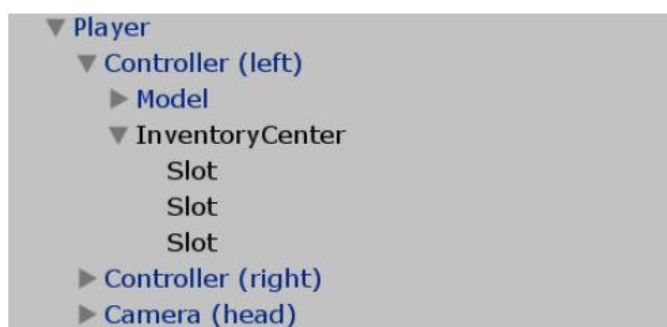 Player
Controller (left)
Model
InventoryCenter
Slot
Slot
Slot
Controller (right)
Camera (head)